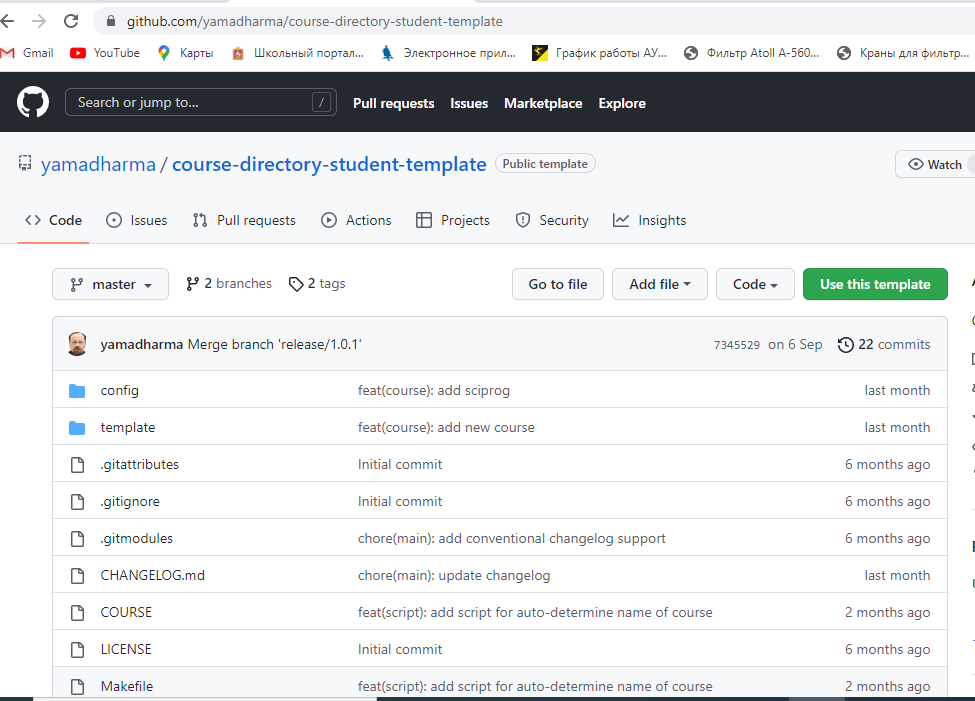 github.com/yamadharma/course-directory-student-template
Gmail YouTube Карты Школьный портал... Электронное прил... График работы АУ... Фильтр Atoll A-560... Краны для фильтр...
Search or jump to... / Pull requests Issues Marketplace Explore
yamadharma / course-directory-student-template Public template Watch
Code Issues Pull requests Actions Projects Security Insights
master 2 branches 2 tags Go to file Add file Code Use this template
yamadharma Merge branch 'release/1.0.1' 7345529 on 6 Sep 22 commits
config feat(course): add sciprog last month
template feat(course): add new course last month
.gitattributes Initial commit 6 months ago
.gitignore Initial commit 6 months ago
.gitmodules chore(main): add conventional changelog support 6 months ago
CHANGELOG.md chore(main): update changelog last month
COURSE feat(script): add script for auto-determine name of course 2 months ago
LICENSE Initial commit 6 months ago
Makefile feat(script): add script for auto-determine name of course 2 months ago